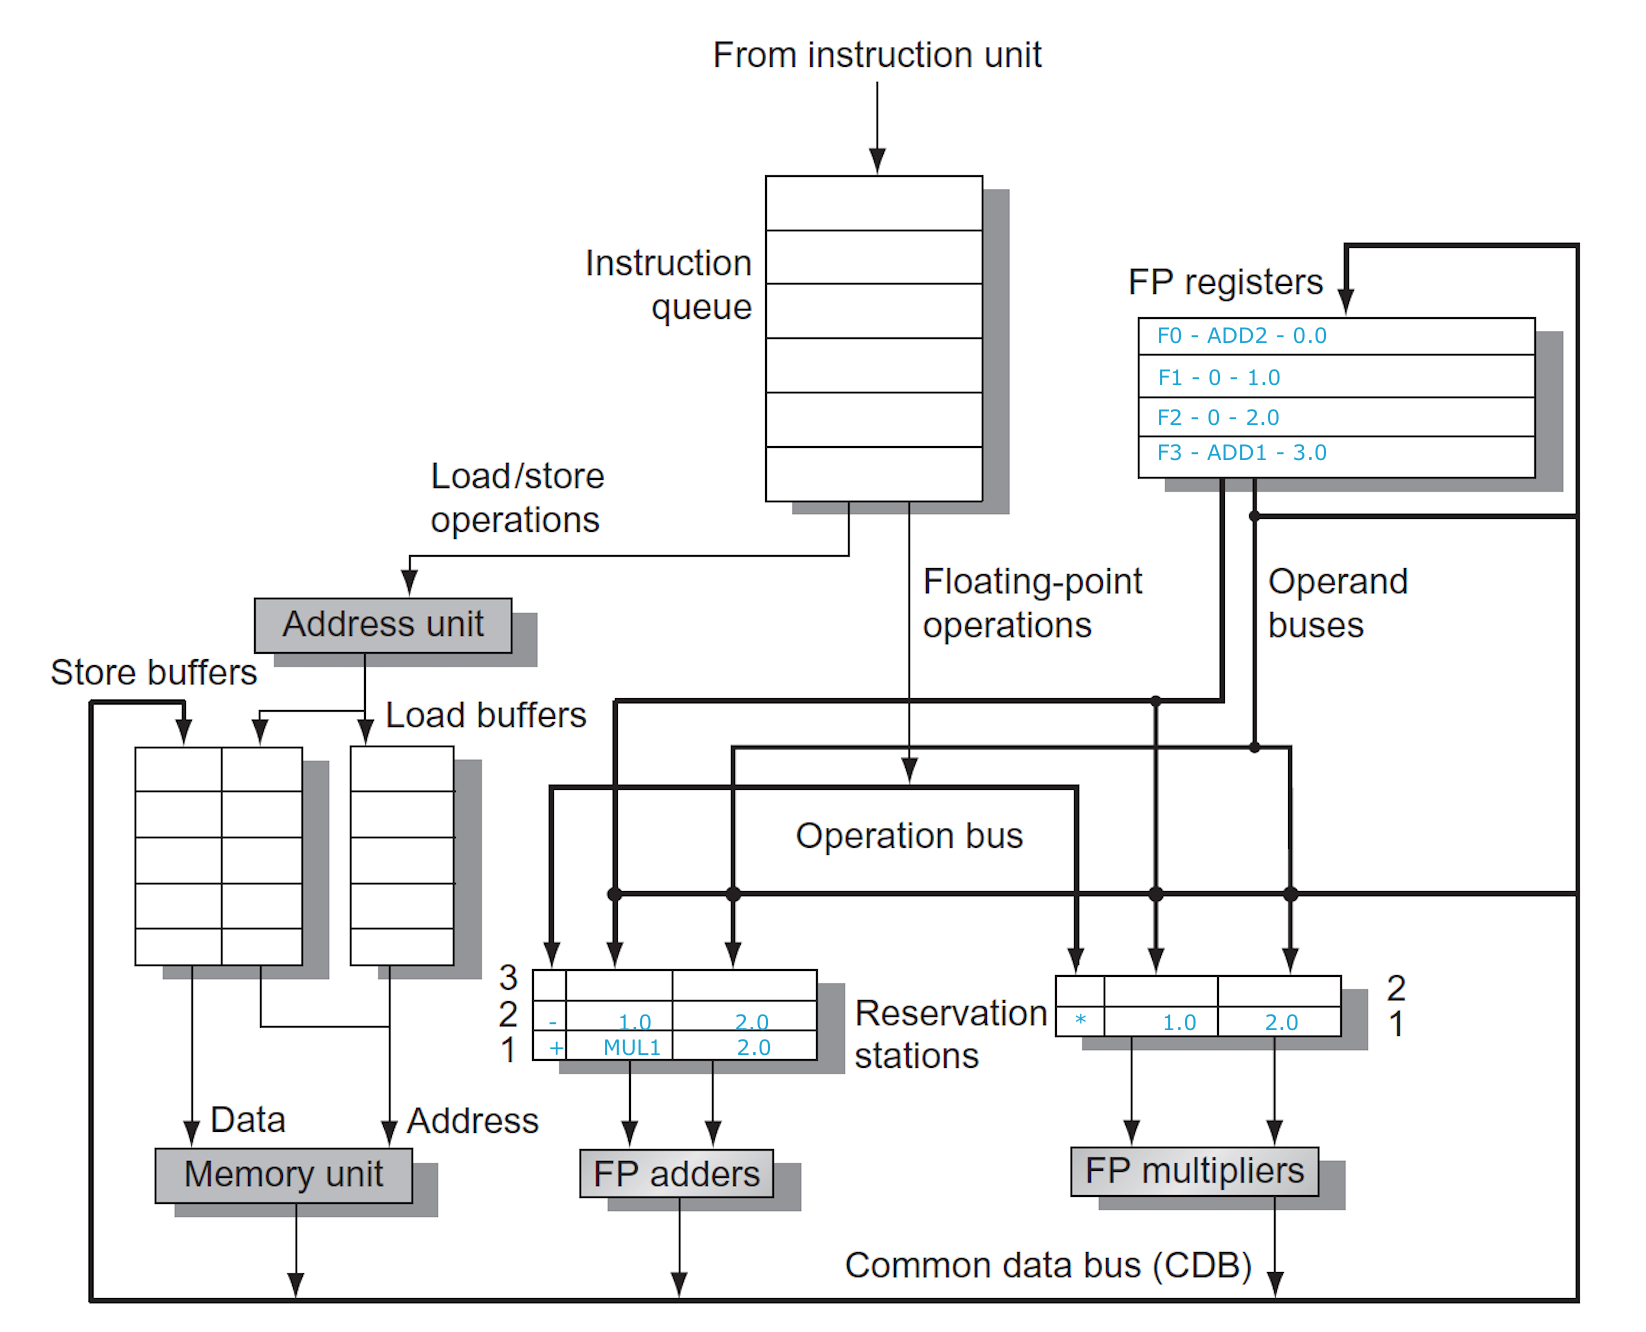 From instruction unit
Instruction
queue
FP registers
F0 - ADD2 - 0.0
F1 - 0 - 1.0
F2 - 0 - 2.0
F3 - ADD1 - 3.0
Load/store
operations
Floating-point
operations
Operand
buses
Address unit
Store buffers
Load buffers
Operation bus
3
2
1
- 1.0 2.0
+ MUL1 2.0
Reservation
stations
* 1.0 2.0
2
1
Data
Address
Memory unit
FP adders
FP multipliers
Common data bus (CDB)